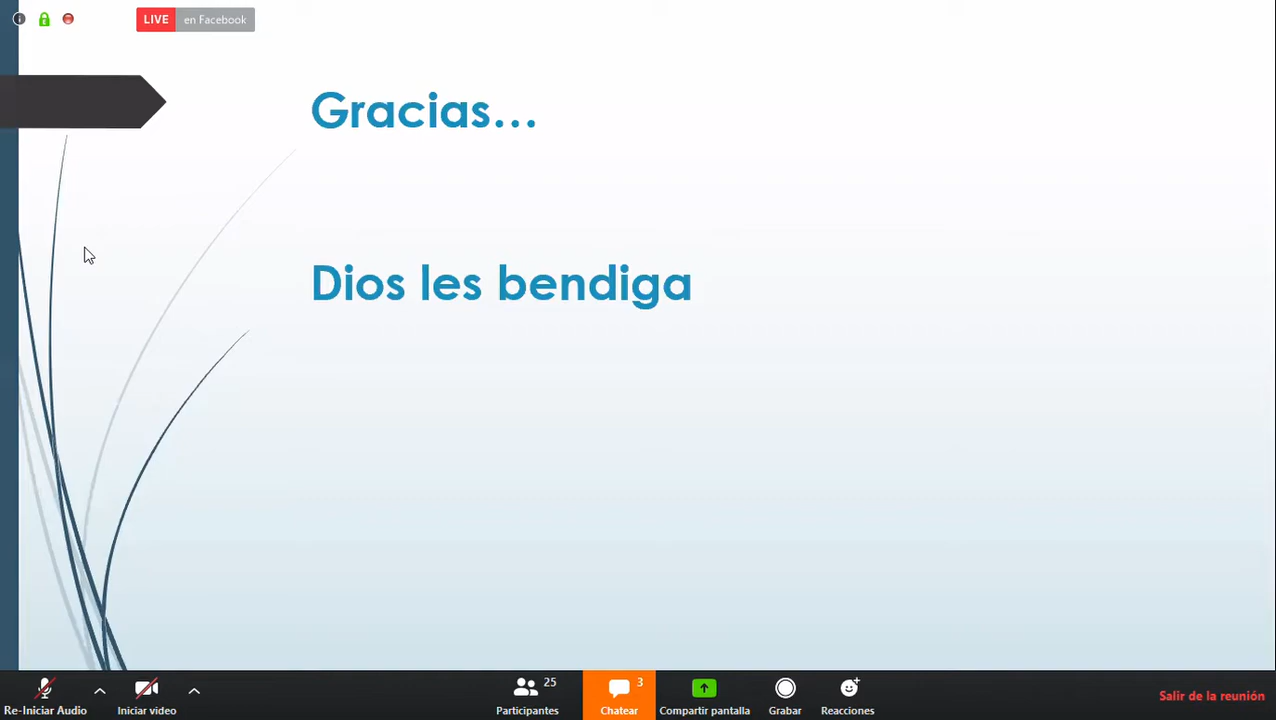 LIVE en Facebook
Gracias...
Dios les bendiga
25
3
Re-Iniciar Audio
Iniciar video
Participantes
Chatear
Compartir pantalla
Grabar
Reacciones
Salir de la reunión